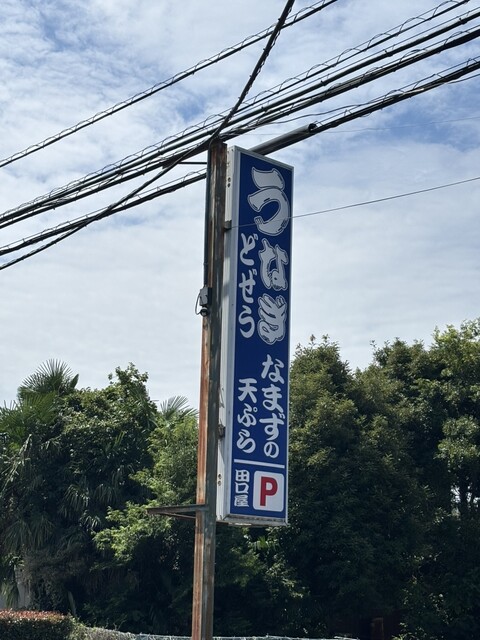 うなぎ
どぜう
なまずの
天ぷら
田口屋
P